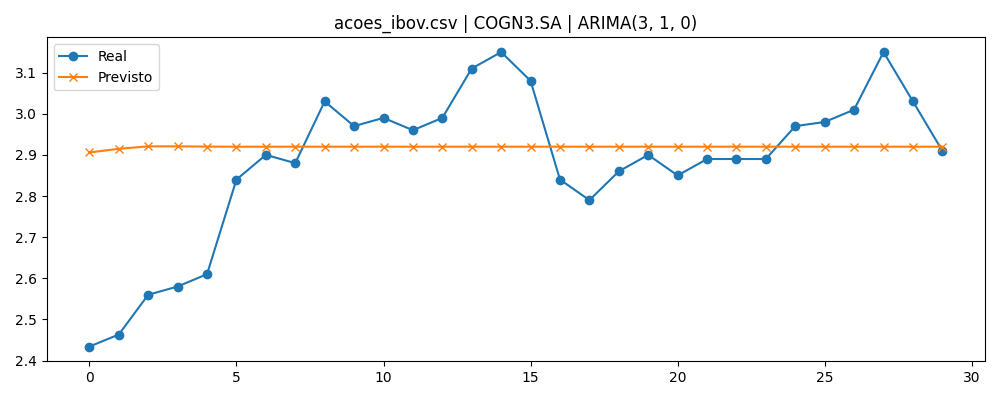 acoes_ibov.csv | COGN3.SA | ARIMA(3, 1, 0)
Real
Previsto
3.1
3.0
2.9
2.8
2.7
2.6
2.5
2.4
0 5 10 15 20 25 30